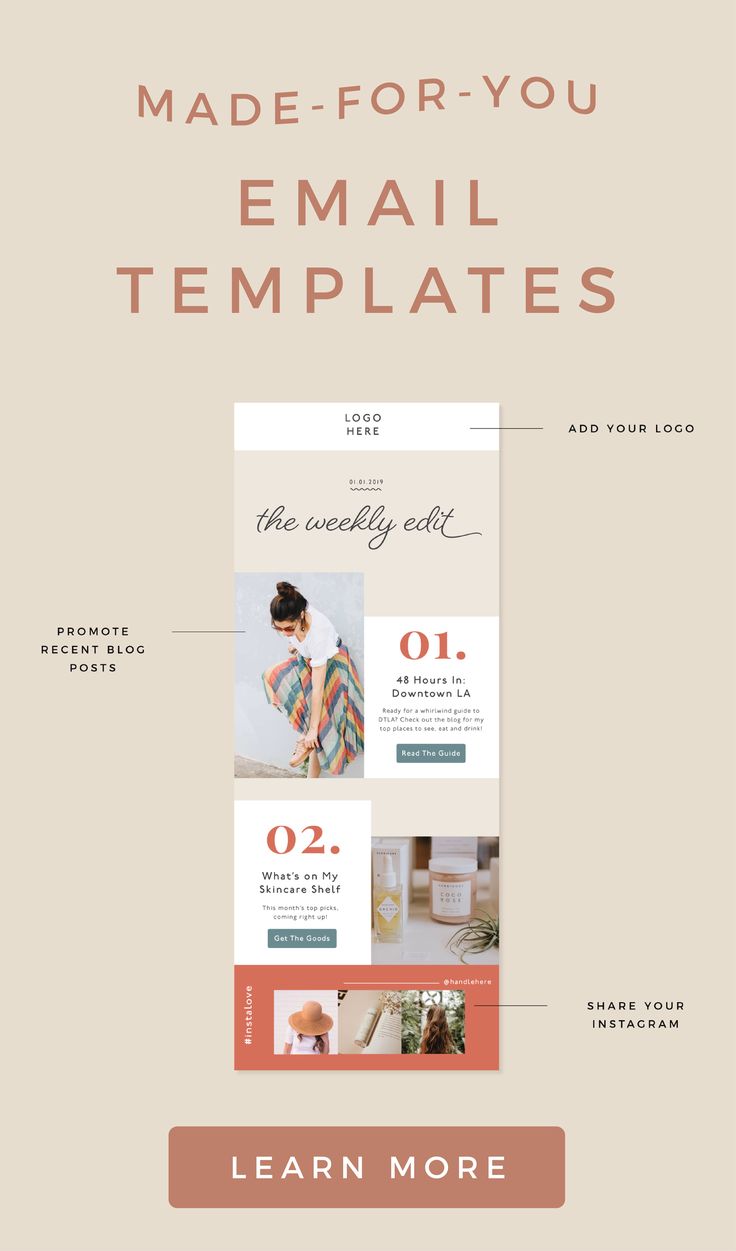 MADE-FOR-YOU
EMAIL
TEMPLATES
LOGO
HERE
ADD YOUR LOGO
01.01.2019
the weekly edit
PROMOTE
RECENT BLOG
POSTS
01.
48 Hours In:
Downtown LA
Ready for a whirlwind guide to
DTLA? Check out the blog for my
top places to see, eat and drink!
Read The Guide
02.
What's on My
Skincare Shelf
This month's top picks,
coming right up!
Get The Goods
HERBIVORE
COCO
ROSE
ORCHID
@handlehere
#instalove
SHARE YOUR
INSTAGRAM
LEARN MORE